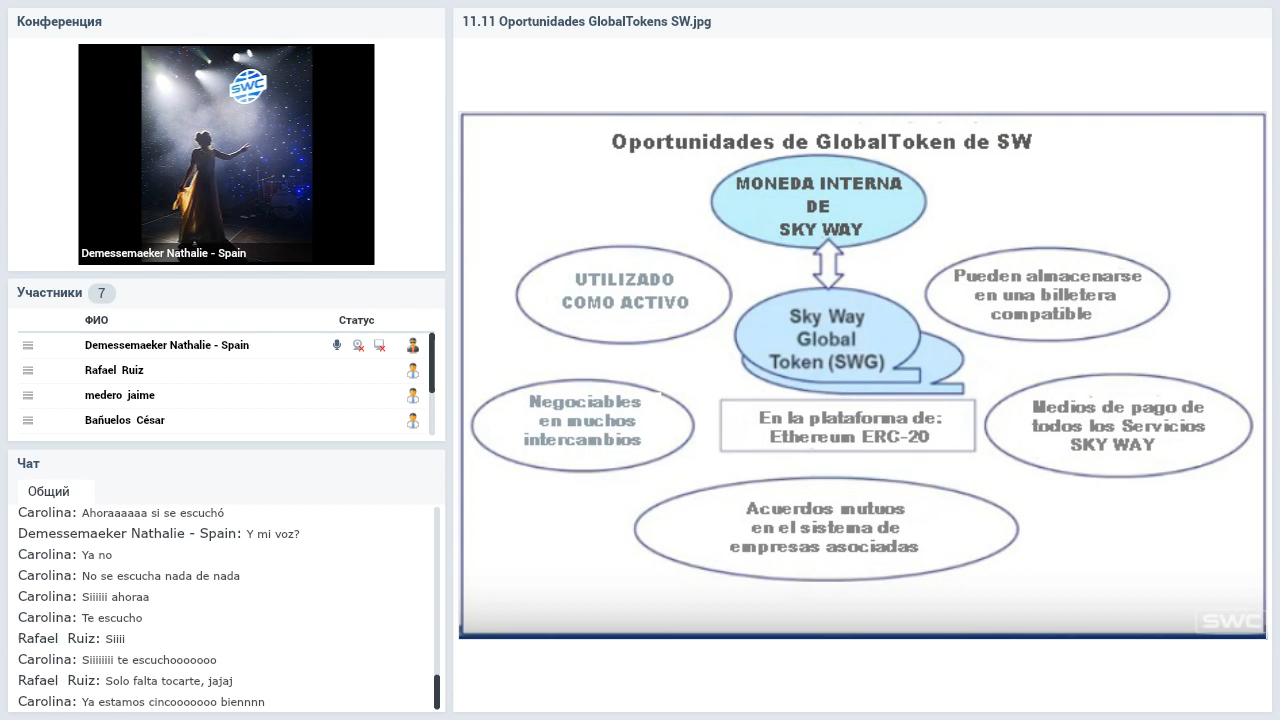 Конференция
SWC
Demessemaeker Nathalie - Spain
Участники 7
ФИО Статус
Demessemaeker Nathalie - Spain
Rafael Ruiz
medero jaime
Bañuelos César
Чат
Общий
Carolina: Ahoraaaaaa si se escuchó
Demessemaeker Nathalie - Spain: Y mi voz?
Carolina: Ya no
Carolina: No se escucha nada de nada
Carolina: Siiiiii ahoraa
Carolina: Te escucho
Rafael Ruiz: Siiii
Carolina: Siiiiiiii te escuchooooooo
Rafael Ruiz: Solo falta tocarte, jajaj
Carolina: Ya estamos cincooooooo biennnn
11.11 Oportunidades GlobalTokens SW.jpg
Oportunidades de GlobalToken de SW
MONEDA INTERNA
DE
SKY WAY
UTILIZADO
COMO ACTIVO
Pueden almacenarse
en una billetera
compatible
Sky Way
Global
Token (SWG)
Negociables
en muchos
intercambios
En la plataforma de:
Ethereum ERC-20
Medios de pago de
todos los Servicios
SKY WAY
Acuerdos mutuos
en el sistema de
empresas asociadas
SWC